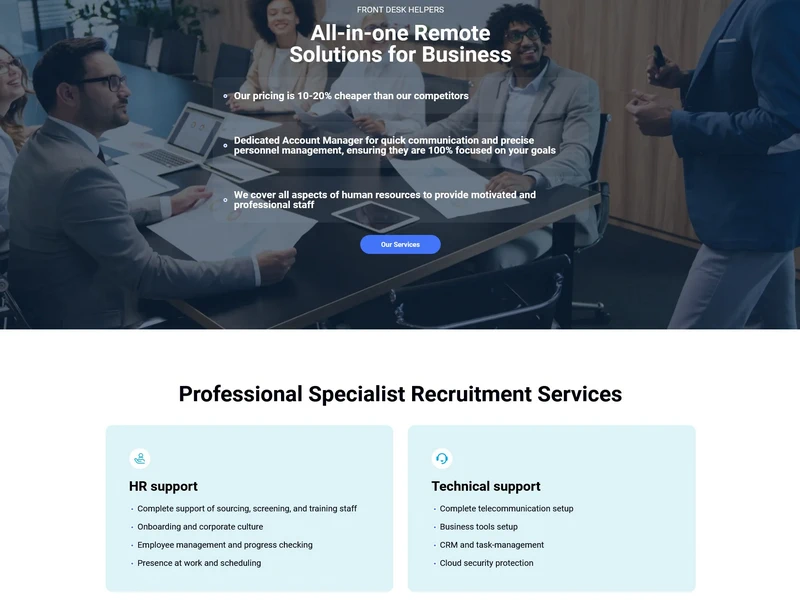 FRONT DESK HELPERS
All-in-one Remote
Solutions for Business
Our pricing is 10-20% cheaper than our competitors
Dedicated Account Manager for quick communication and precise
personnel management, ensuring they are 100% focused on your goals
We cover all aspects of human resources to provide motivated and
professional staff
Our Services
Professional Specialist Recruitment Services
HR support
· Complete support of sourcing, screening, and training staff
· Onboarding and corporate culture
· Employee management and progress checking
· Presence at work and scheduling
Technical support
· Complete telecommunication setup
· Business tools setup
· CRM and task-management
· Cloud security protection